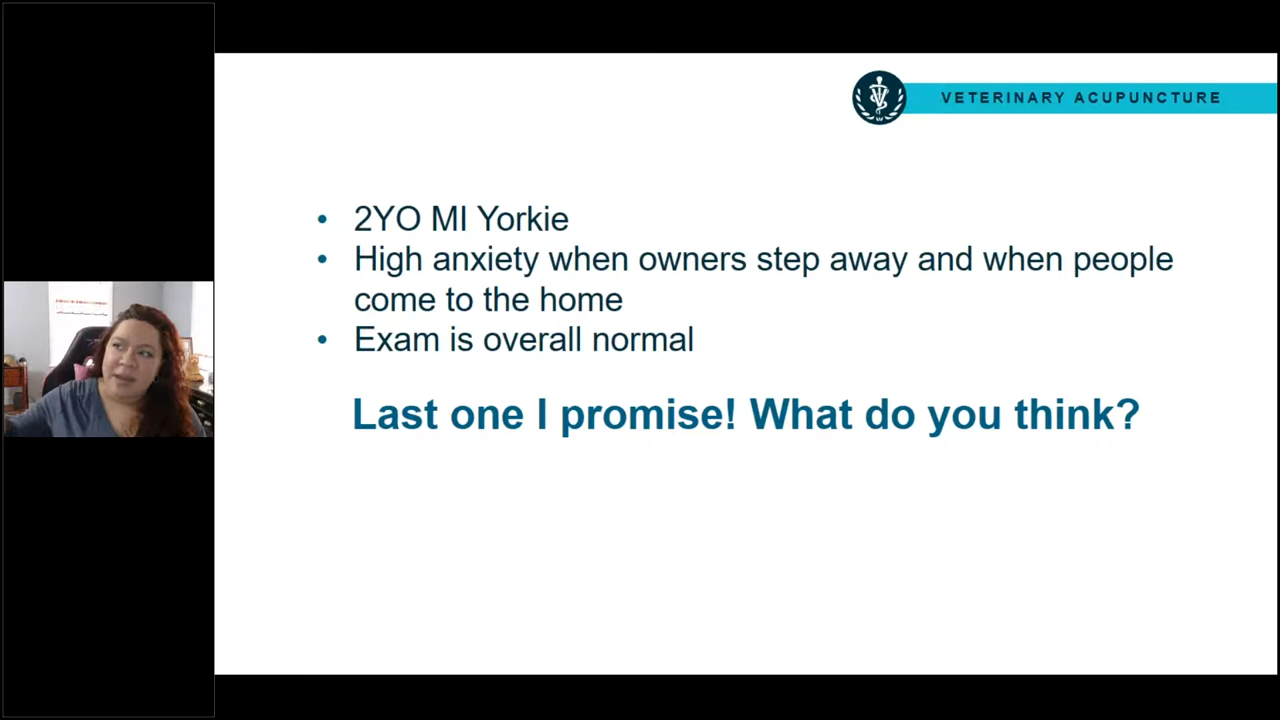 VETERINARY ACUPUNCTURE
• 2YO MI Yorkie
• High anxiety when owners step away and when people
come to the home
• Exam is overall normal
Last one I promise! What do you think?